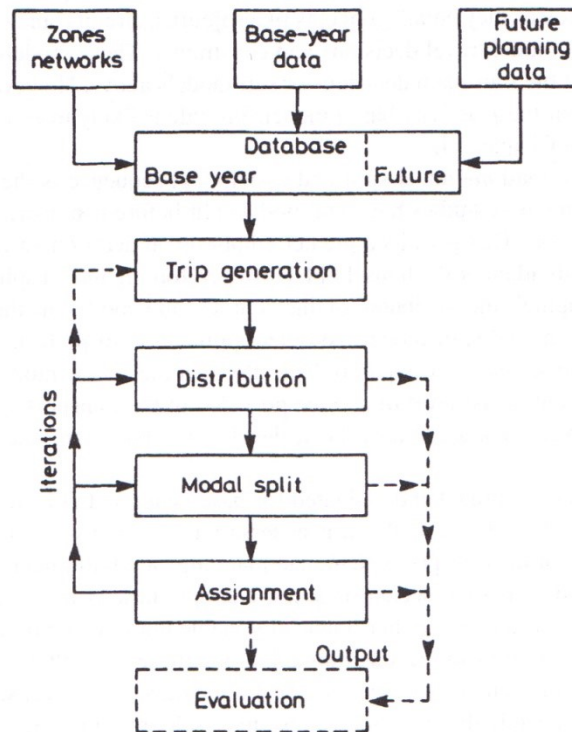 Zones
networks
Base-year
data
Future
planning
data
Database
Base year
Future
Trip generation
Distribution
Iterations
Modal split
Assignment
Output
Evaluation